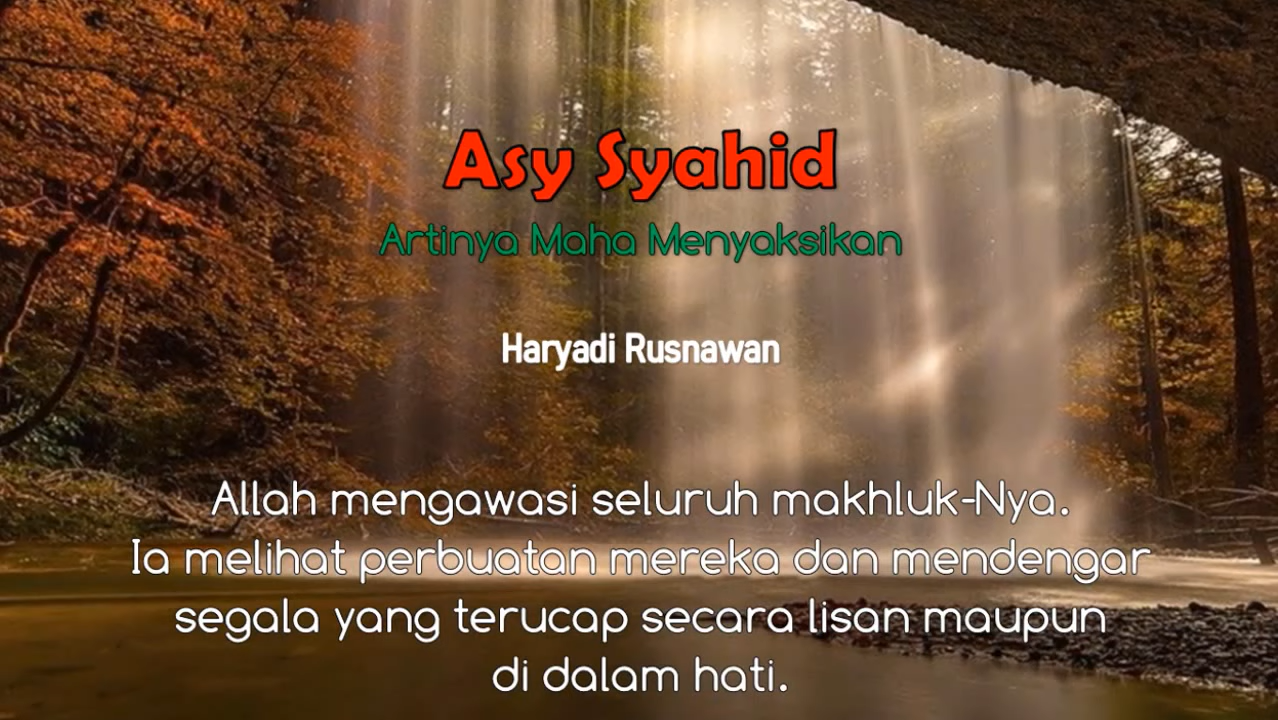 Asy Syahid
Artinya Maha Menyaksikan
Haryadi Rusnawan
Allah mengawasi seluruh makhluk-Nya.
Ia melihat perbuatan mereka dan mendengar
segala yang terucap secara lisan maupun
di dalam hati.